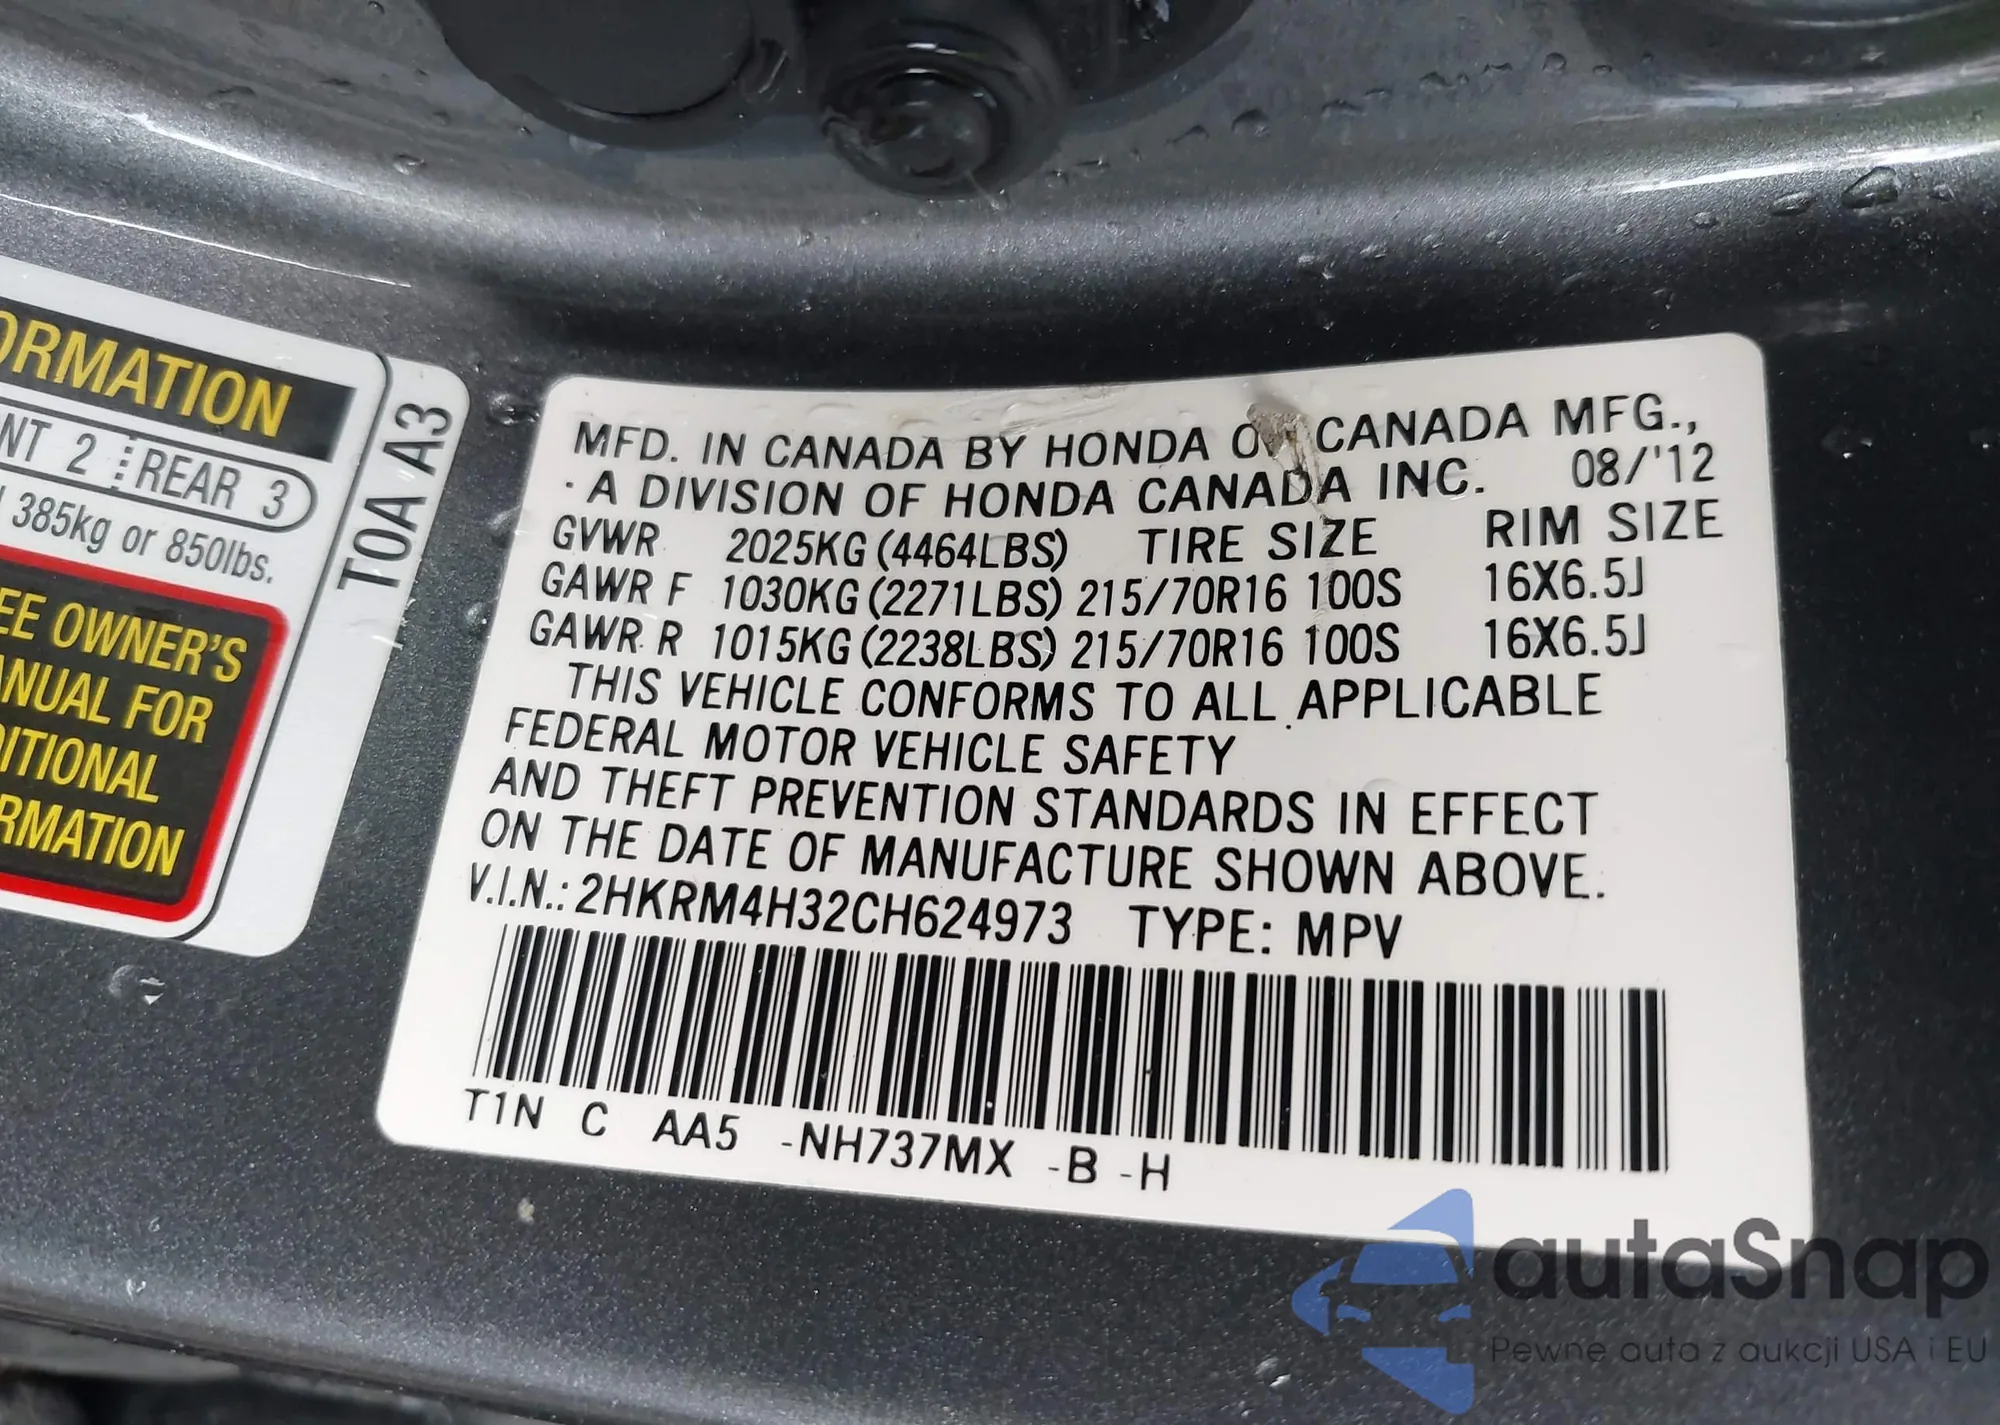 ORMATION
NT 2 REAR 3
385kg or 850lbs.
EE OWNER'S
ANUAL FOR
DITIONAL
RMATION
T0A A3
MFD. IN CANADA BY HONDA OF CANADA MFG.,
A DIVISION OF HONDA CANADA INC. 08/'12
GVWR 2025KG (4464LBS) TIRE SIZE RIM SIZE
GAWR F 1030KG (2271LBS) 215/70R16 100S 16X6.5J
GAWR R 1015KG (2238LBS) 215/70R16 100S 16X6.5J
THIS VEHICLE CONFORMS TO ALL APPLICABLE
FEDERAL MOTOR VEHICLE SAFETY
AND THEFT PREVENTION STANDARDS IN EFFECT
ON THE DATE OF MANUFACTURE SHOWN ABOVE.
V.I.N.: 2HKRM4H32CH624973 TYPE: MPV
T1N C AA5 -NH737MX -B -H
autaSnap
Pewne auta z aukcji USA i EU